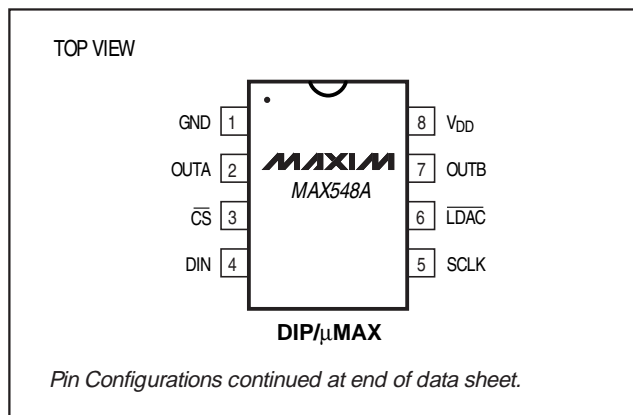 TOP VIEW
GND 1 8 VDD
MAXIM
OUTA 2 7 OUTB
MAX548A
CS 3 6 LDAC
DIN 4 5 SCLK
DIP/µMAX
Pin Configurations continued at end of data sheet.